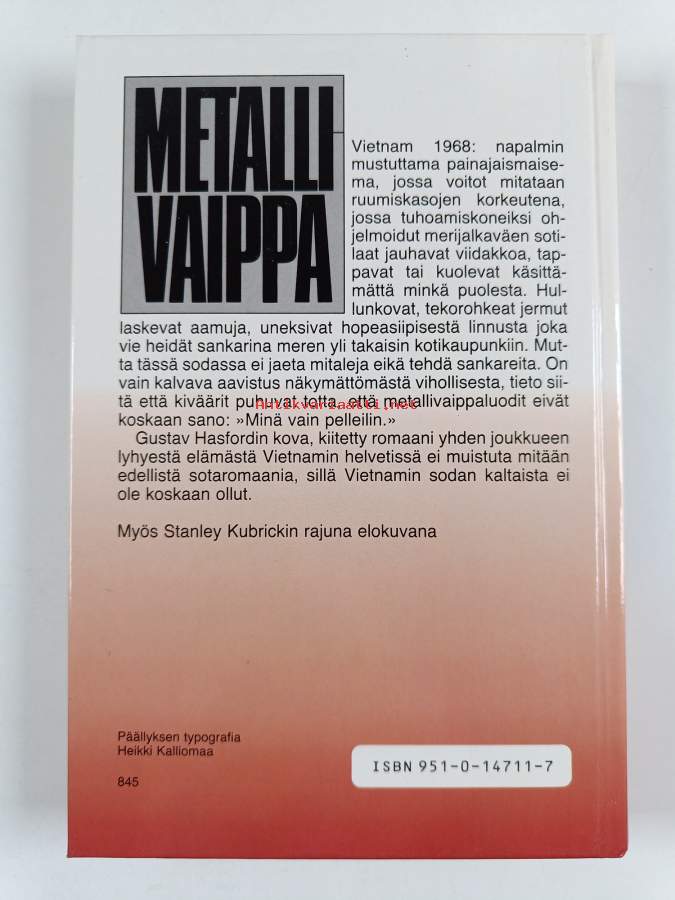 METALLI
VAIPPA
Vietnam 1968: napalmin
mustuttama painajaismaise-
ma, jossa voitot mitataan
ruumiskasojen korkeutena,
jossa tuhoamiskoneiksi oh-
jelmoidut merijalkaväen soti-
laat jauhavat viidakkoa, tap-
pavat tai kuolevat käsittä-
mättä minkä puolesta. Hul-
lunkovat, tekorohkeat jermut
laskevat aamuja, uneksivat hopeasiipisestä linnusta joka
vie heidät sankarina meren yli takaisin kotikaupunkiin. Mut-
ta tässä sodassa ei jaeta mitaleja eikä tehdä sankareita. On
vain kalvava aavistus näkymättömästä vihollisesta, tieto sii-
tä että kiväärit puhuvat totta, että metallivaippaluodit eivät
Antikvariaatti.net
koskaan sano: »Minä vain pelleilin.»
Gustav Hasfordin kova, kiitetty romaani yhden joukkueen
lyhyestä elämästä Vietnamin helvetissä ei muistuta mitään
edellistä sotaromaania, sillä Vietnamin sodan kaltaista ei
ole koskaan ollut.
Myös Stanley Kubrickin rajuna elokuvana
Päällyksen typografia
Heikki Kalliomaa
845
ISBN 951-0-14711-7